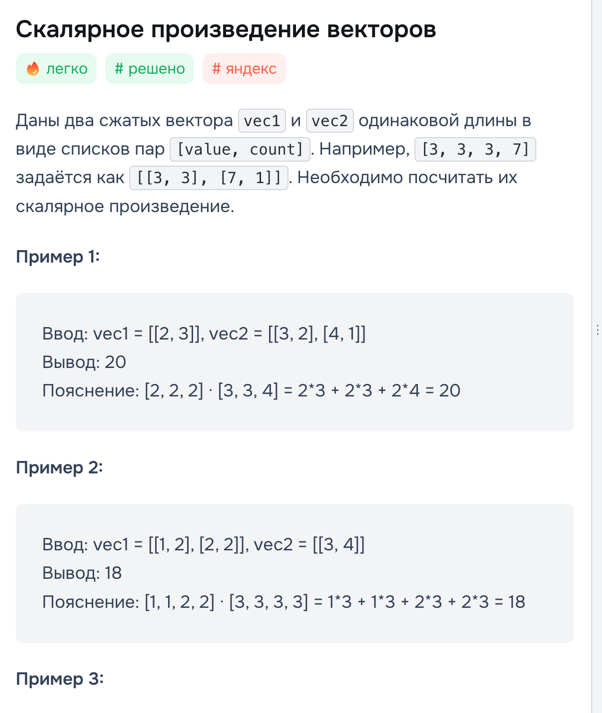 Скалярное произведение векторов
🔥 легко # решено # яндекс
Даны два сжатых вектора vec1 и vec2 одинаковой длины в
виде списков пар [value, count]. Например, [3, 3, 3, 7]
задаётся как [[3, 3], [7, 1]]. Необходимо посчитать их
скалярное произведение.
Пример 1:
Ввод: vec1 = [[2, 3]], vec2 = [[3, 2], [4, 1]]
Вывод: 20
Пояснение: [2, 2, 2] · [3, 3, 4] = 2*3 + 2*3 + 2*4 = 20
Пример 2:
Ввод: vec1 = [[1, 2], [2, 2]], vec2 = [[3, 4]]
Вывод: 18
Пояснение: [1, 1, 2, 2] · [3, 3, 3, 3] = 1*3 + 1*3 + 2*3 + 2*3 = 18
Пример 3: